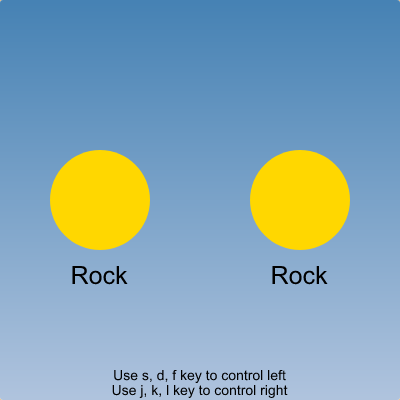 Rock Rock
Use s, d, f key to control left
Use j, k, l key to control right